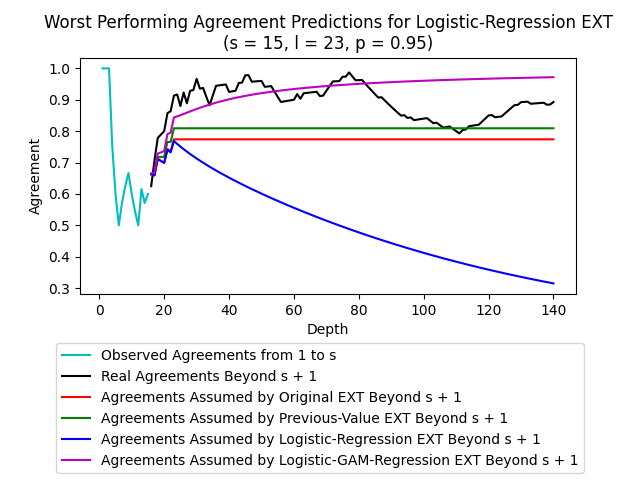 Worst Performing Agreement Predictions for Logistic-Regression EXT
(s = 15, l = 23, p = 0.95)
1.0
0.9
0.8
0.7
0.6
0.5
0.4
0.3
Agreement
0 20 40 60 80 100 120 140
Depth
Observed Agreements from 1 to s
Real Agreements Beyond s + 1
Agreements Assumed by Original EXT Beyond s + 1
Agreements Assumed by Previous-Value EXT Beyond s + 1
Agreements Assumed by Logistic-Regression EXT Beyond s + 1
Agreements Assumed by Logistic-GAM-Regression EXT Beyond s + 1